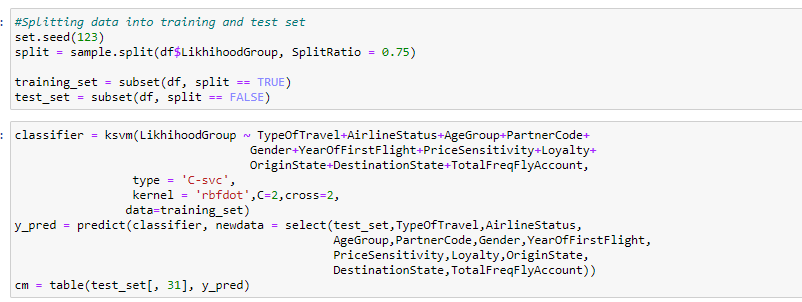 :
#Splitting data into training and test set
set.seed(123)
split = sample.split(df$LikhihoodGroup, SplitRatio = 0.75)
training_set = subset(df, split == TRUE)
test_set = subset(df, split == FALSE)
:
classifier = ksvm(LikhihoodGroup ~ TypeOfTravel+AirlineStatus+AgeGroup+PartnerCode+
Gender+YearOfFirstFlight+PriceSensitivity+Loyalty+
OriginState+DestinationState+TotalFreqFlyAccount,
type = 'C-svc',
kernel = 'rbfdot',C=2,cross=2,
data=training_set)
y_pred = predict(classifier, newdata = select(test_set,TypeOfTravel,AirlineStatus,
AgeGroup,PartnerCode,Gender,YearOfFirstFlight,
PriceSensitivity,Loyalty,OriginState,
DestinationState,TotalFreqFlyAccount))
cm = table(test_set[, 31], y_pred)